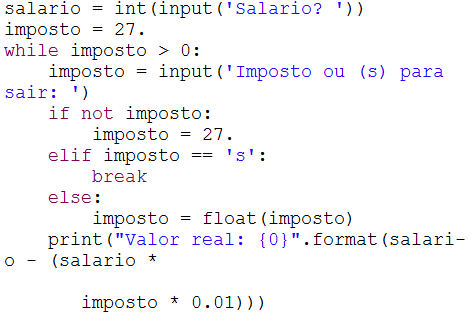 salario = int(input('Salario? '))
imposto = 27.
while imposto > 0:
    imposto = input('Imposto ou (s) para
sair: ')
    if not imposto:
        imposto = 27.
    elif imposto == 's':
        break
    else:
        imposto = float(imposto)
    print("Valor real: {0}".format(salari-
o - (salario *

       imposto * 0.01)))